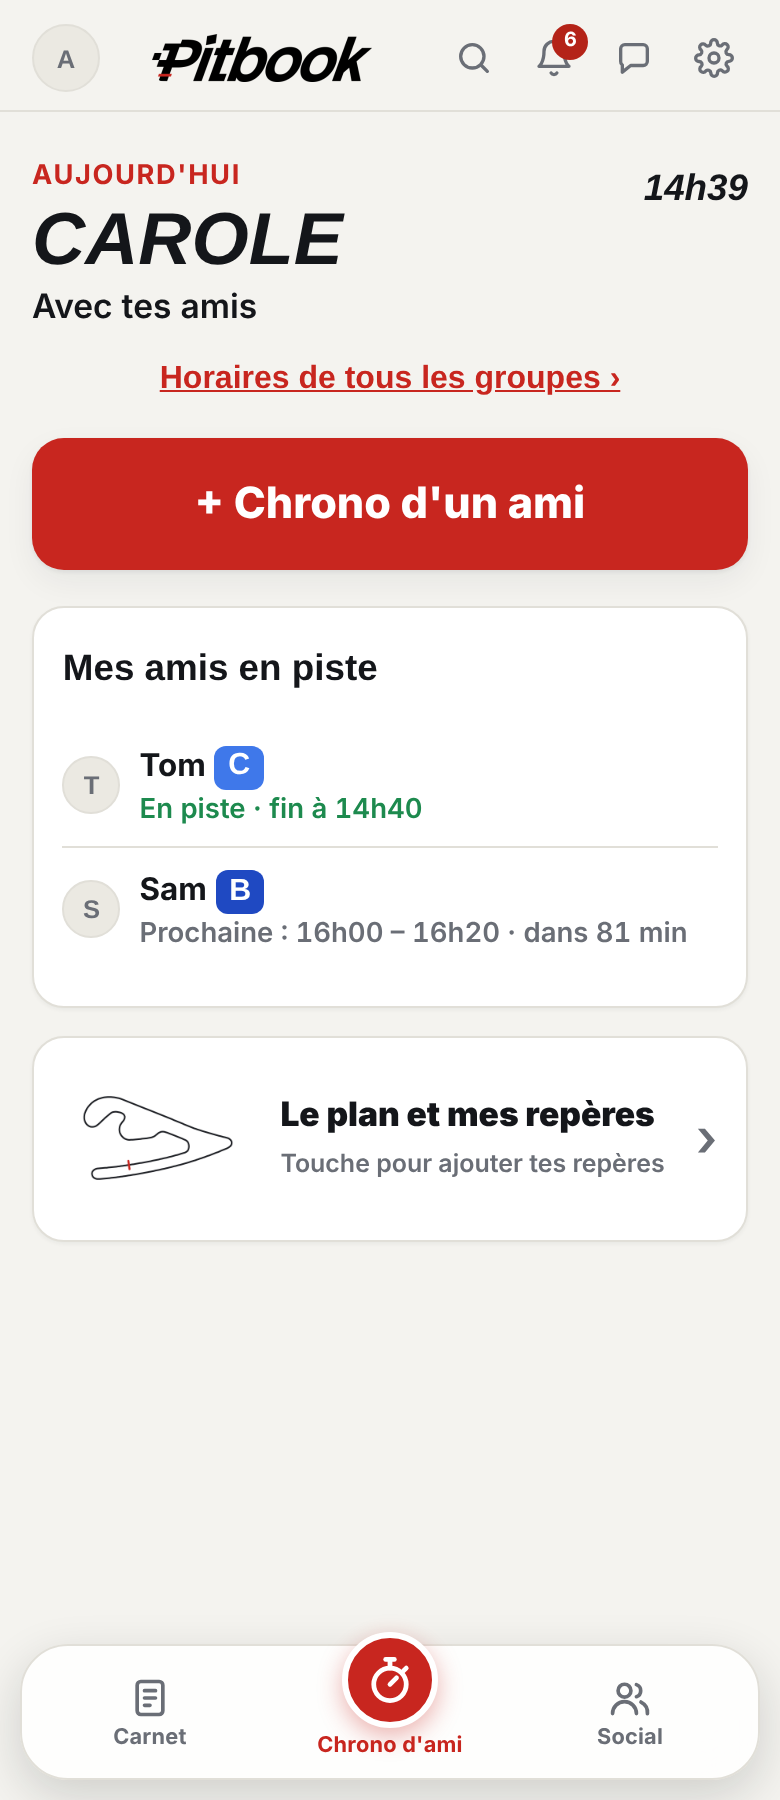 A
Pitbook
6
AUJOURD'HUI
14h39
CAROLE
Avec tes amis
Horaires de tous les groupes ›
+ Chrono d'un ami
Mes amis en piste
T
Tom C
En piste · fin à 14h40
S
Sam B
Prochaine : 16h00 – 16h20 · dans 81 min
Le plan et mes repères
Touche pour ajouter tes repères
Carnet
Chrono d'ami
Social